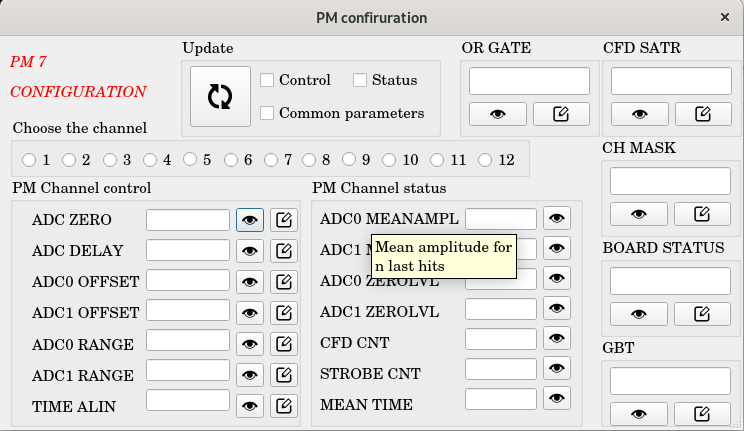 PM confiruration
PM 7
CONFIGURATION
Update
Control
Status
Common parameters
OR GATE
CFD SATR
Choose the channel
1 2 3 4 5 6 7 8 9 10 11 12
CH MASK
PM Channel control
ADC ZERO
ADC DELAY
ADC0 OFFSET
ADC1 OFFSET
ADC0 RANGE
ADC1 RANGE
TIME ALIN
PM Channel status
ADC0 MEANAMPL
Mean amplitude for
n last hits
ADC1
ADC0 ZEROLVL
ADC1 ZEROLVL
CFD CNT
STROBE CNT
MEAN TIME
BOARD STATUS
GBT